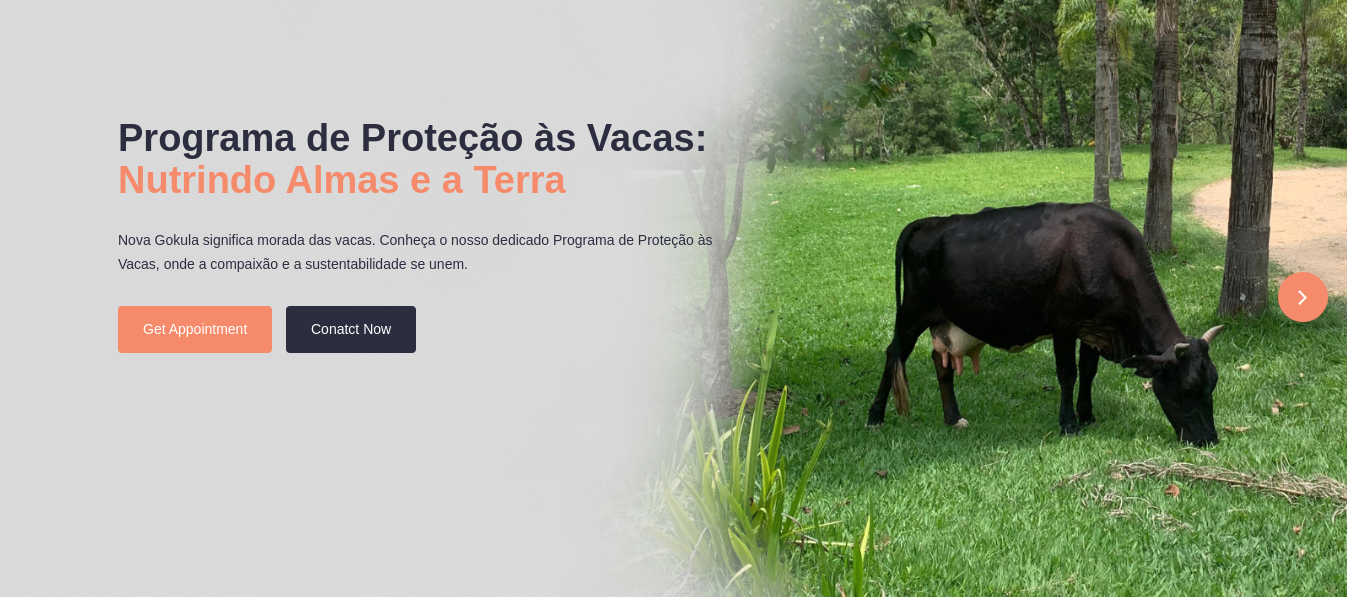 Programa de Proteção às Vacas:
Nutrindo Almas e a Terra
Nova Gokula significa morada das vacas. Conheça o nosso dedicado Programa de Proteção às
Vacas, onde a compaixão e a sustentabilidade se unem.
Get Appointment
Conatct Now